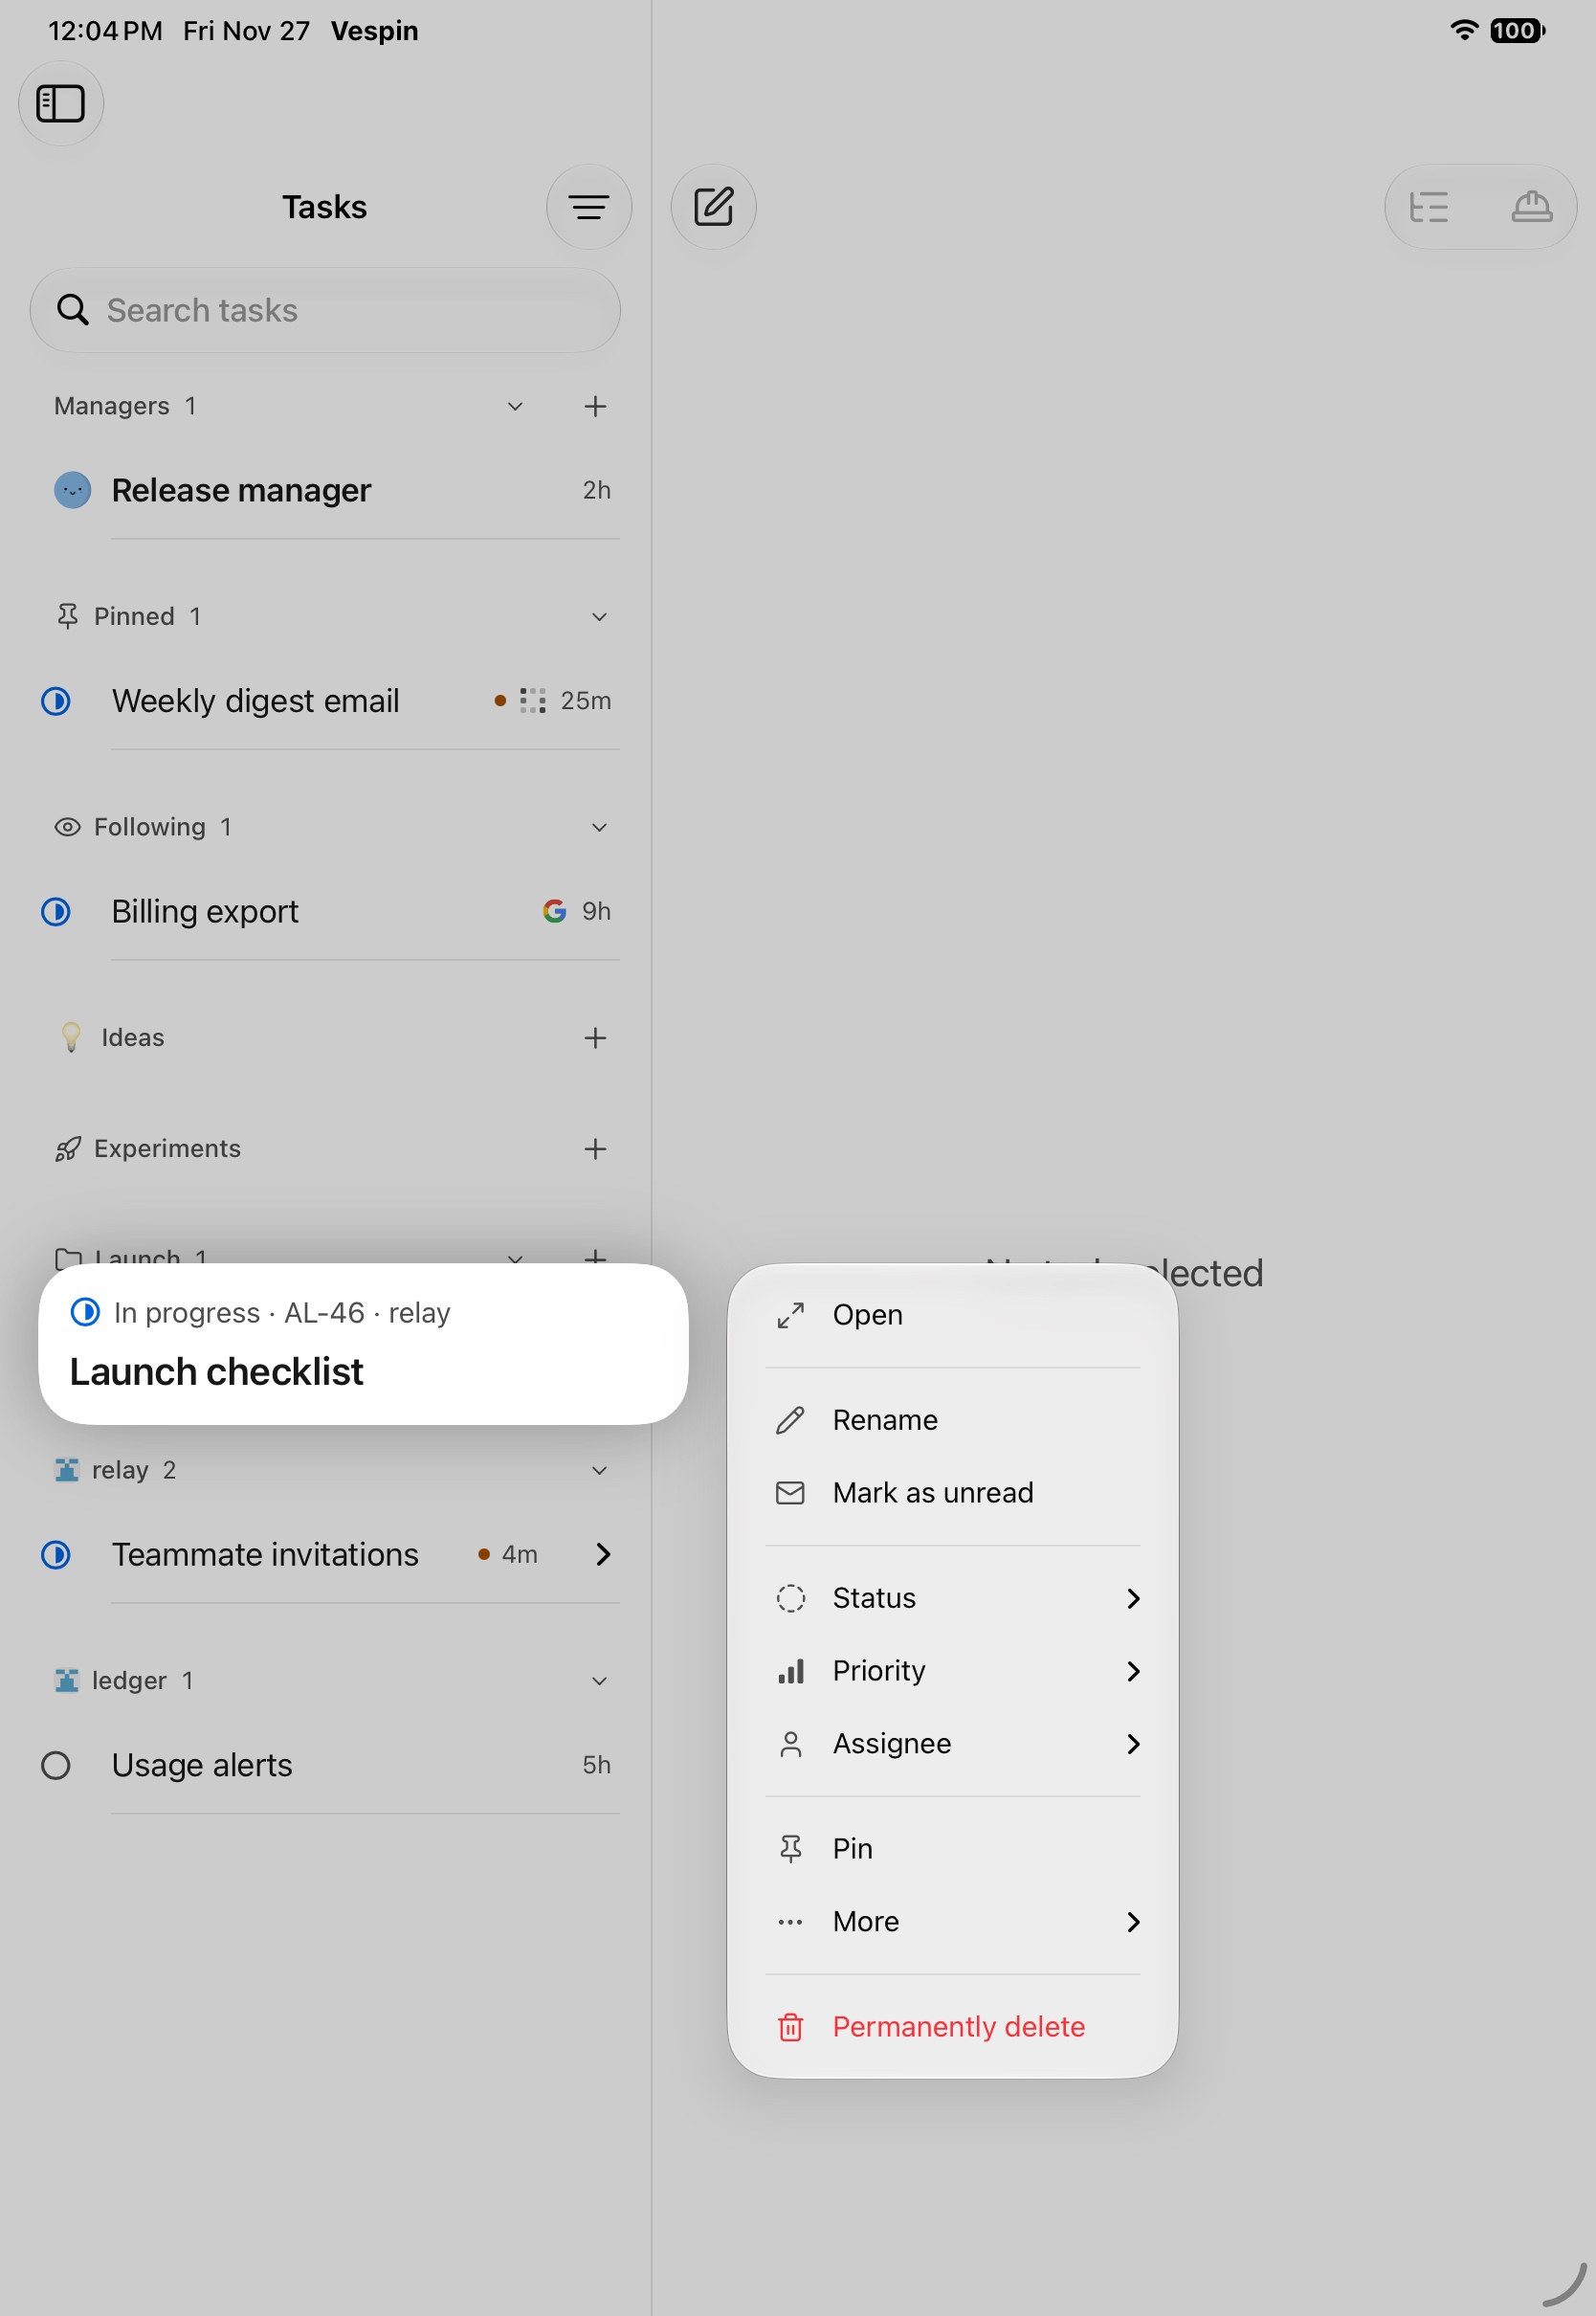 12:04 PM Fri Nov 27 Vespin
100
Tasks
Search tasks
Managers 1
Release manager 2h
Pinned 1
Weekly digest email 25m
Following 1
Billing export 9h
Ideas
Experiments
Launch 1
In progress · AL-46 · relay
Launch checklist
relay 2
Teammate invitations 4m
ledger 1
Usage alerts 5h
Open
Rename
Mark as unread
Status
Priority
Assignee
Pin
More
Permanently delete